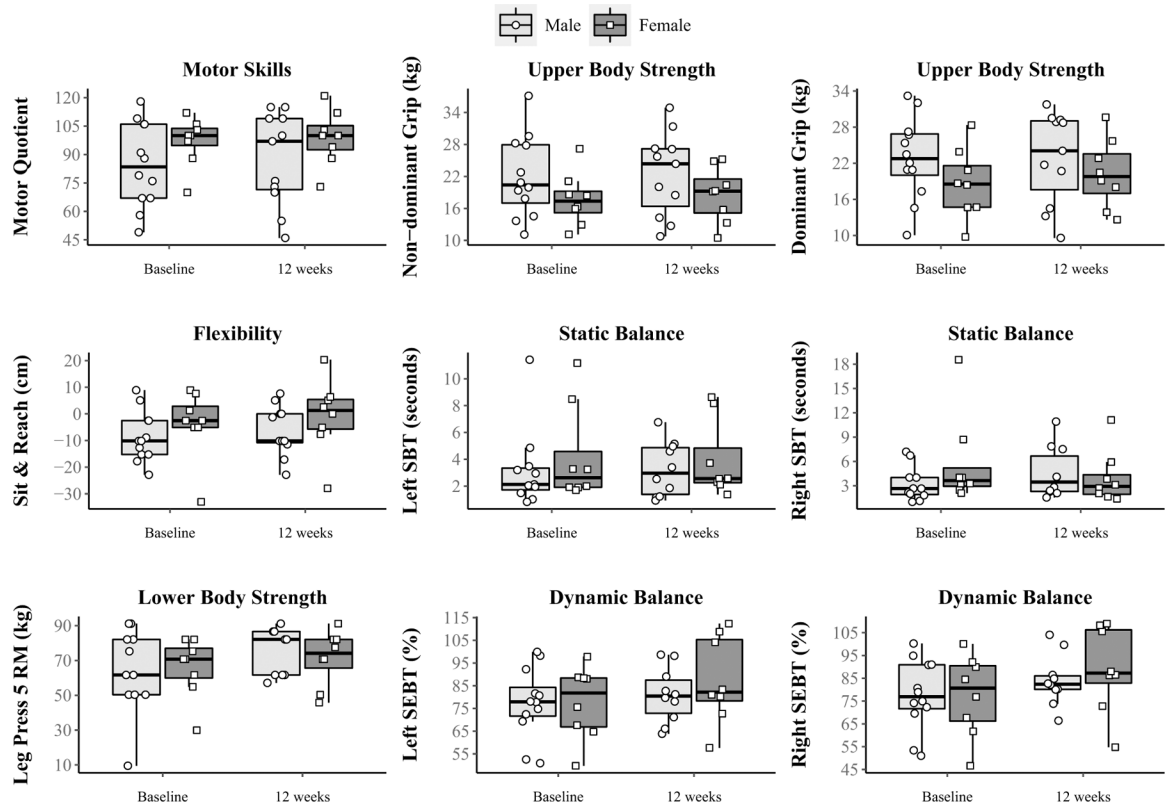 Male Female
Motor Skills
Motor Quotient
120
105
90
75
60
45
Baseline 12 weeks
Upper Body Strength
Non-dominant Grip (kg)
34
28
22
16
10
Baseline 12 weeks
Upper Body Strength
Dominant Grip (kg)
34
28
22
16
10
Baseline 12 weeks
Flexibility
Sit & Reach (cm)
20
10
0
−10
−20
−30
Baseline 12 weeks
Static Balance
Left SBT (seconds)
10
8
6
4
2
Baseline 12 weeks
Static Balance
Right SBT (seconds)
18
15
12
9
6
3
Baseline 12 weeks
Lower Body Strength
Leg Press 5 RM (kg)
90
70
50
30
10
Baseline 12 weeks
Dynamic Balance
Left SEBT (%)
115
105
95
85
75
65
55
Baseline 12 weeks
Dynamic Balance
Right SEBT (%)
105
95
85
75
65
55
45
Baseline 12 weeks